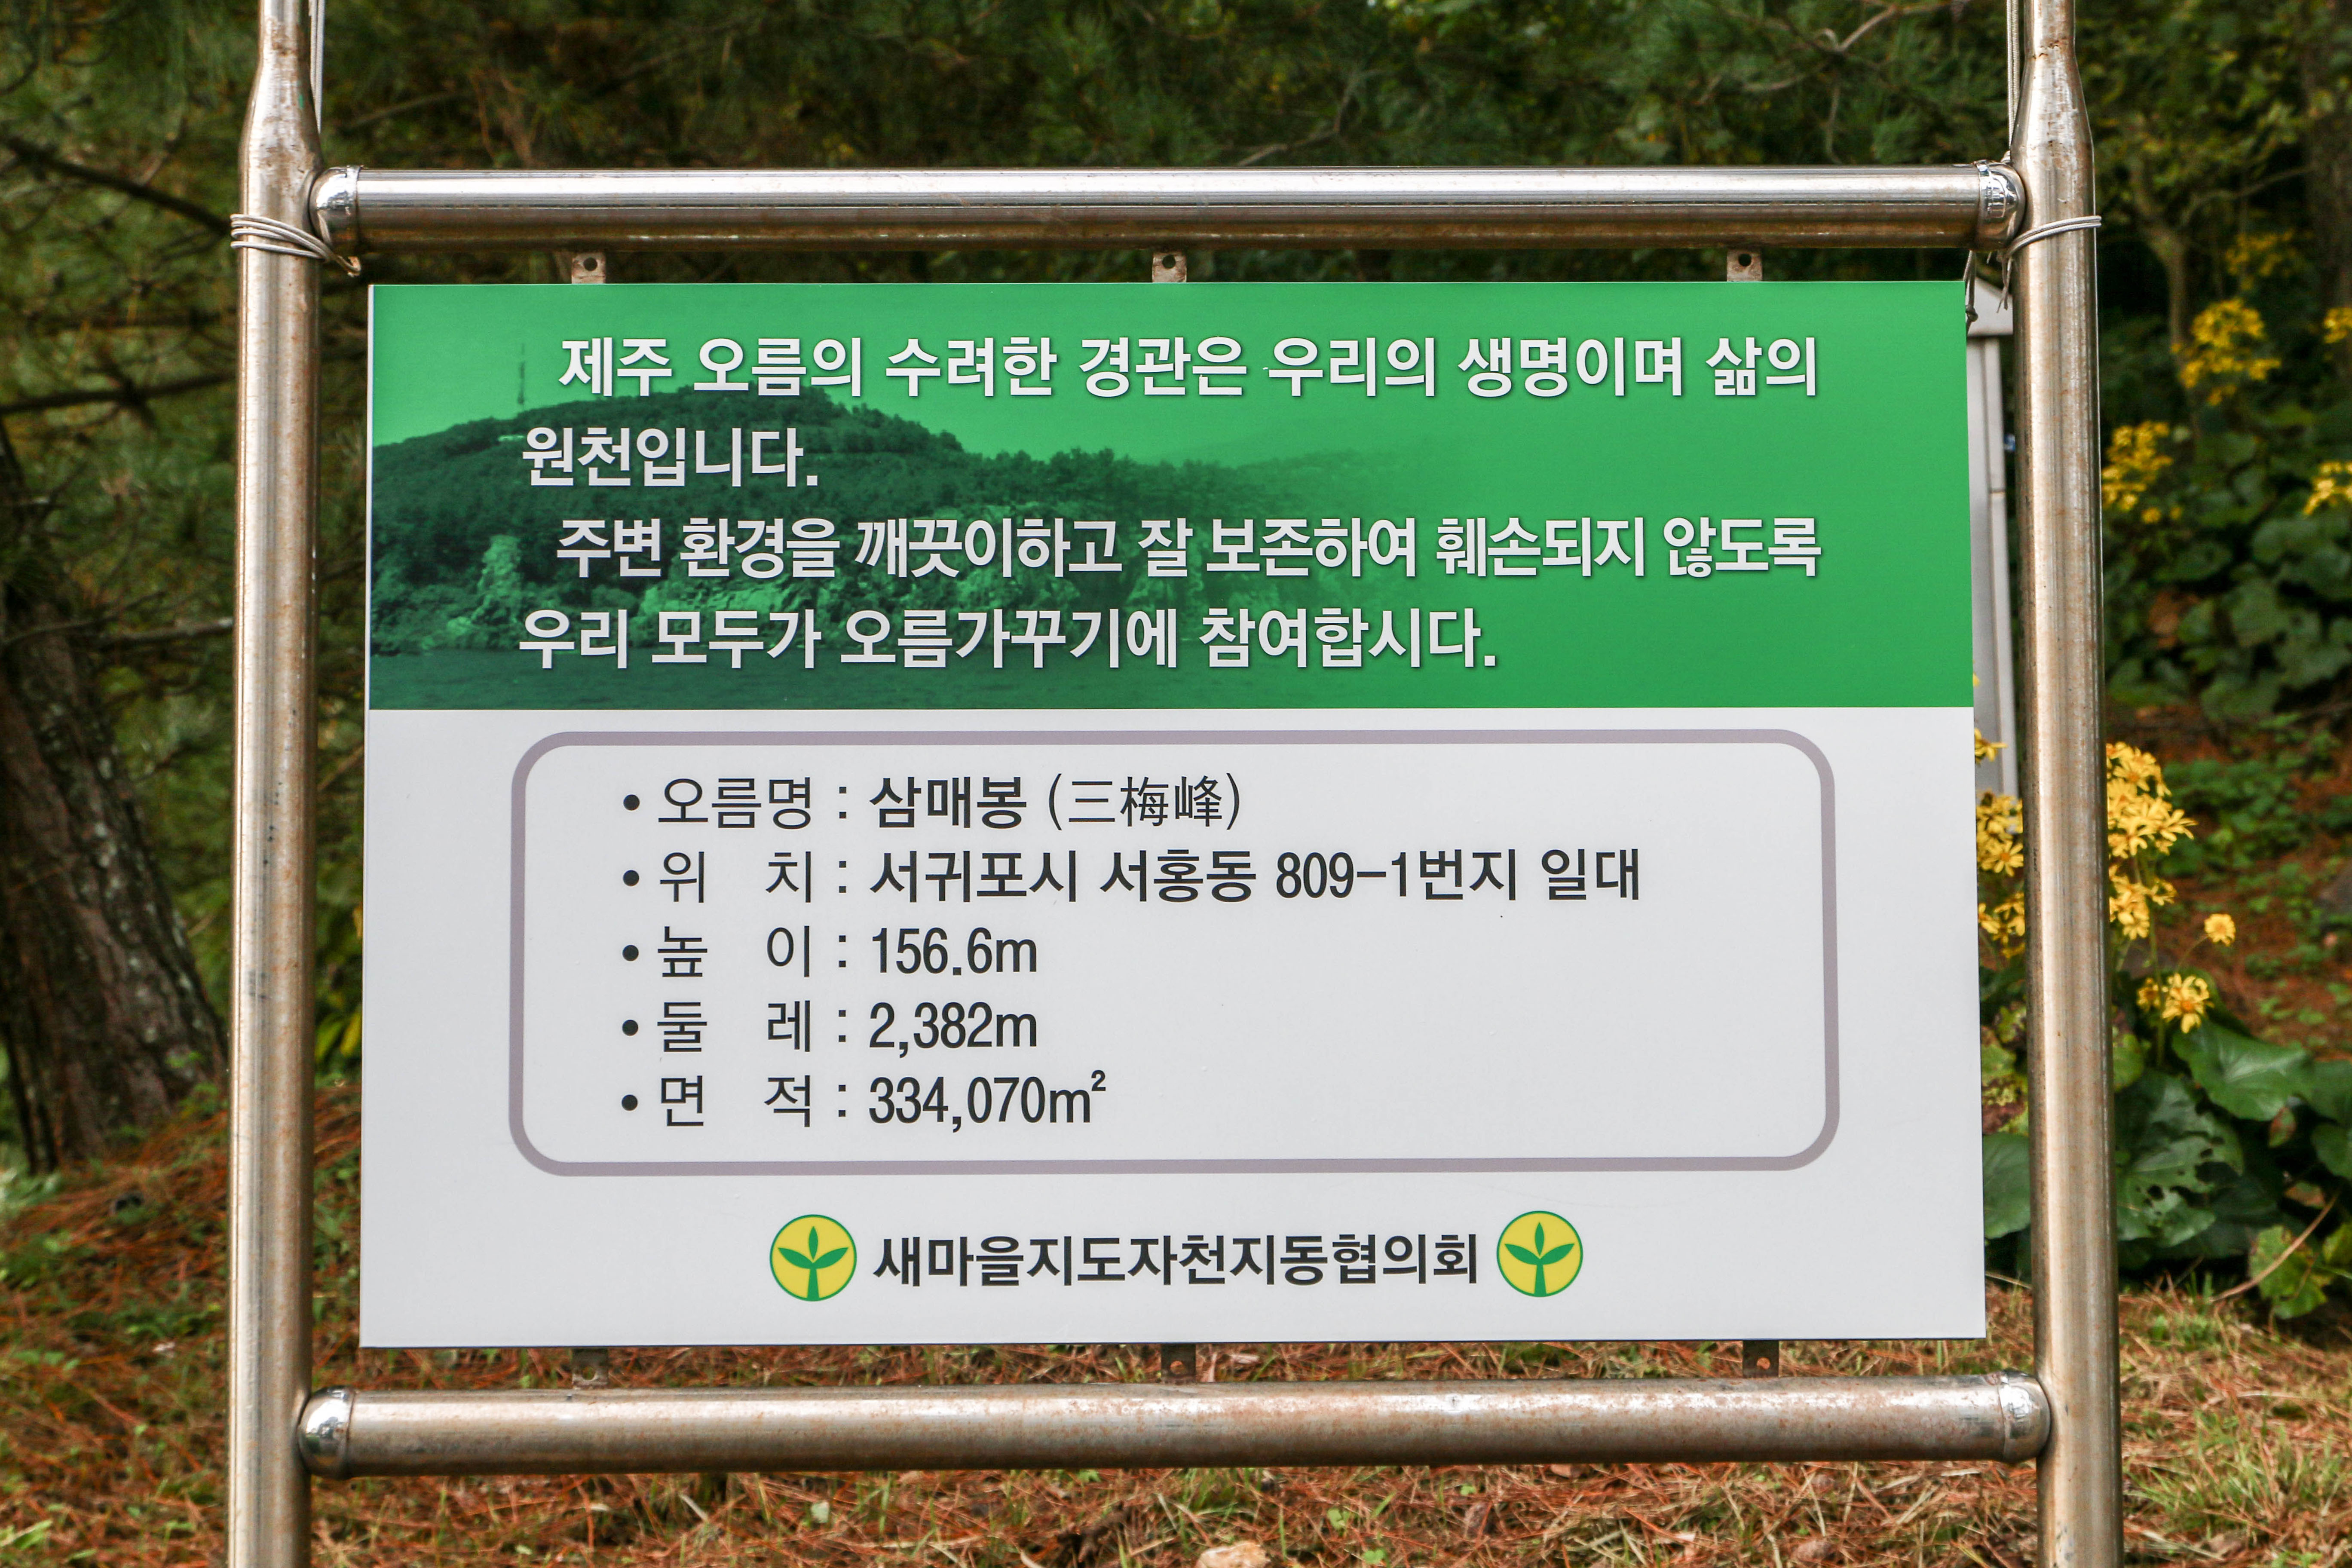 제주 오름의 수려한 경관은 우리의 생명이며 삶의
원천입니다.
주변 환경을 깨끗이하고 잘 보존하여 훼손되지 않도록
우리 모두가 오름가꾸기에 참여합시다.
• 오름명 : 삼매봉 (三梅峰)
• 위 치 : 서귀포시 서홍동 809-1번지 일대
• 높 이 : 156.6m
• 둘 레 : 2,382m
• 면 적 : 334,070m²
새마을지도자천지동협의회